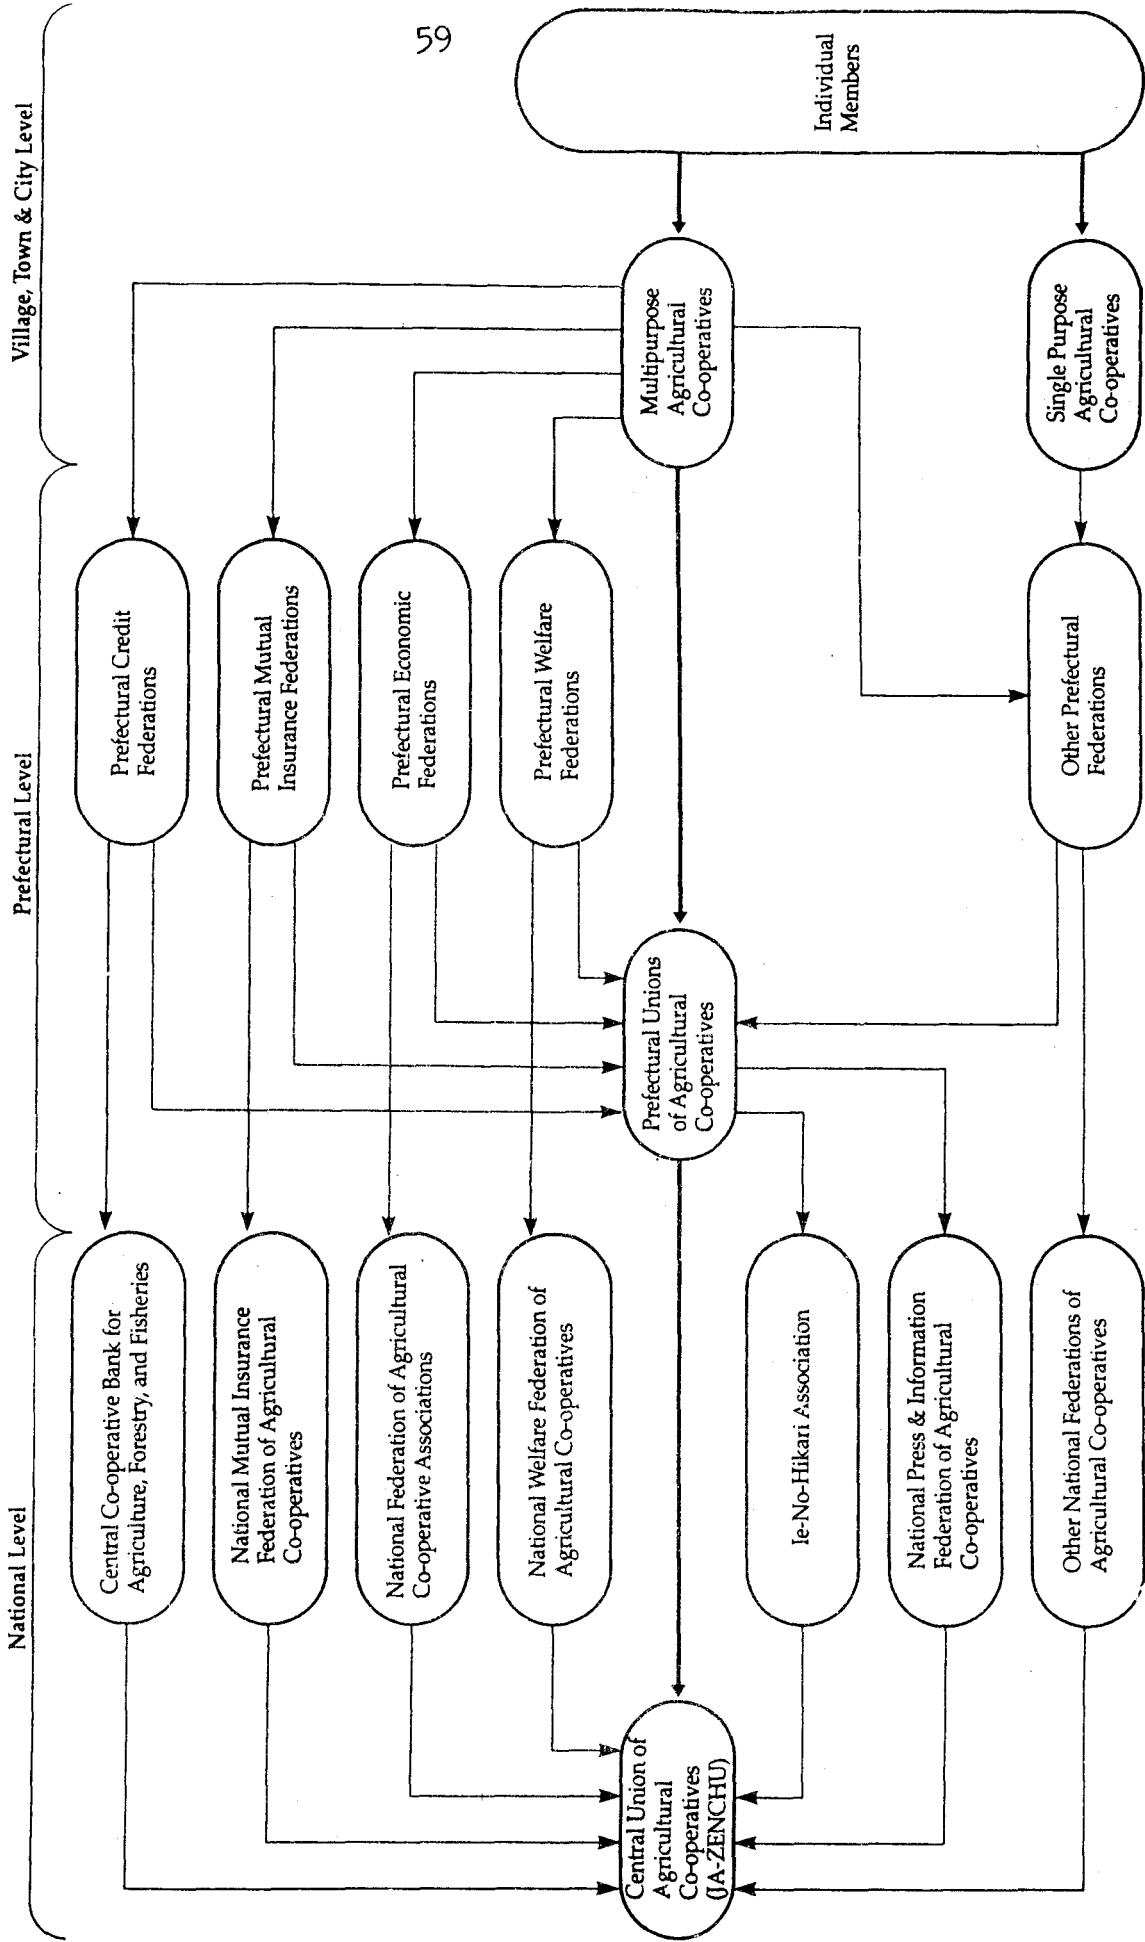 59
National Level
Prefectural Level
Village, Town & City Level
Central Co-operative Bank for
Agriculture, Forestry, and Fisheries
Prefectural Credit
Federations
National Mutual Insurance
Federation of Agricultural
Co-operatives
Prefectural Mutual
Insurance Federations
National Federation of Agricultural
Co-operative Associations
Prefectural Economic
Federations
National Welfare Federation of
Agricultural Co-operatives
Prefectural Welfare
Federations
Central Union of
Agricultural
Co-operatives
(JA-ZENCHU)
Prefectural Unions
of Agricultural
Co-operatives
Multipurpose
Agricultural
Co-operatives
Individual
Members
Ie-No-Hikari Association
National Press & Information
Federation of Agricultural
Co-operatives
Other National Federations of
Agricultural Co-operatives
Other Prefectural
Federations
Single Purpose
Agricultural
Co-operatives